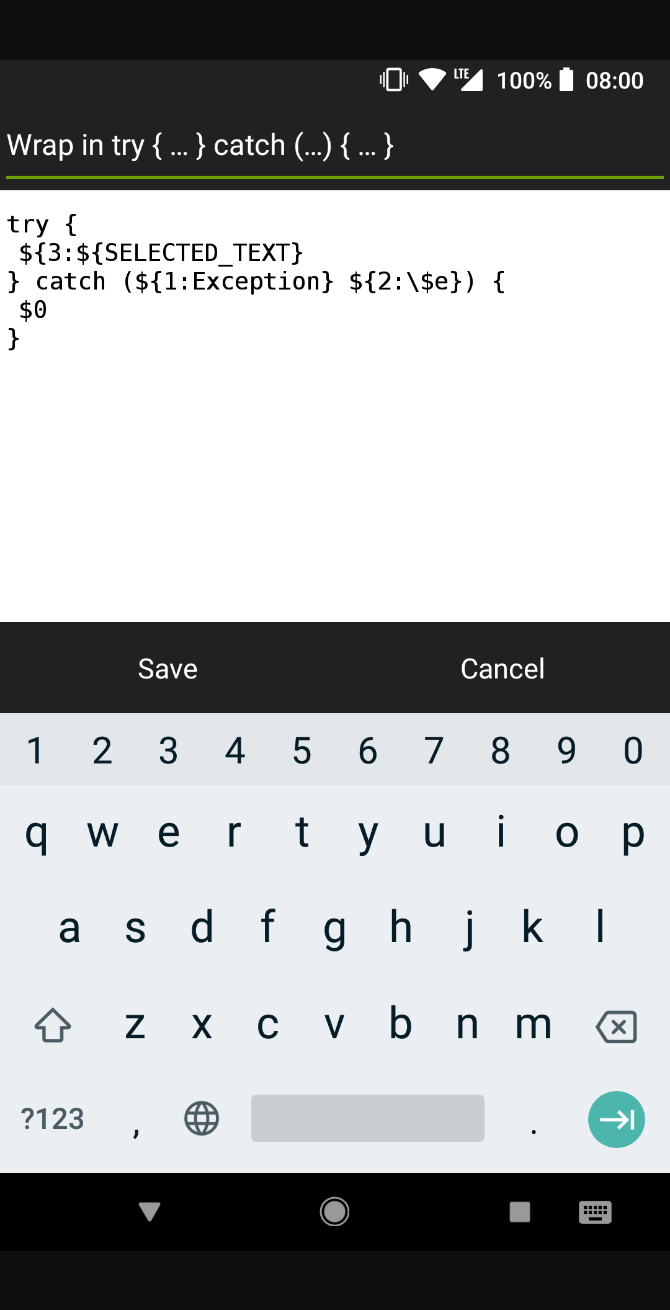 LTE 100% 08:00
Wrap in try { … } catch (…) { … }
try {
 ${3:${SELECTED_TEXT}
} catch (${1:Exception} ${2:\$e}) {
 $0
}
Save Cancel
1 2 3 4 5 6 7 8 9 0
q w e r t y u i o p
a s d f g h j k l
z x c v b n m
?123 , .